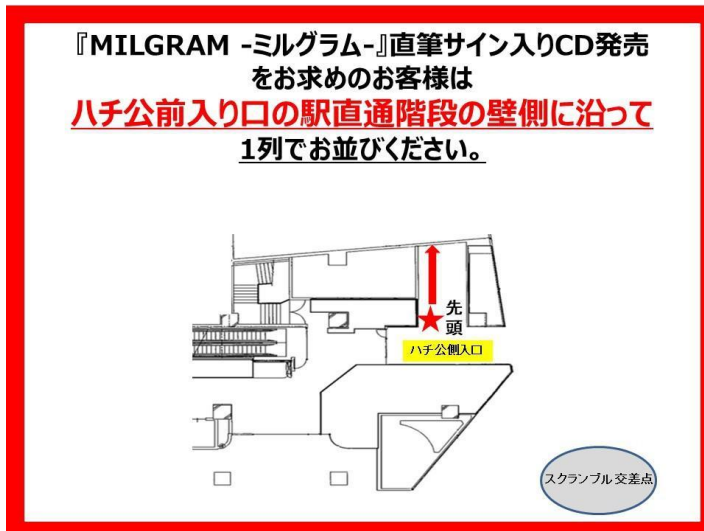 『MILGRAM -ミルグラム-』直筆サイン入りCD発売
をお求めのお客様は
ハチ公前入り口の駅直通階段の壁側に沿って
1列でお並びください。
先
頭
ハチ公側入口
スクランブル交差点